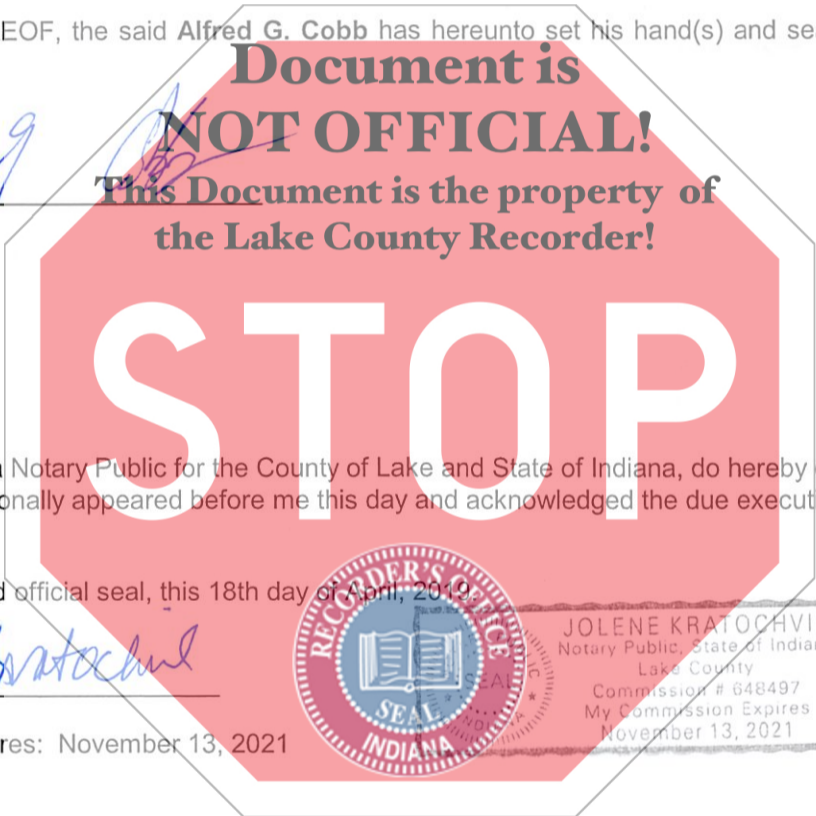 EOF, the said Alfred G. Cobb has hereunto set his hand(s) and se
Document is
NOT OFFICIAL!
This Document is the property of
the Lake County Recorder!
STOP
Notary Public for the County of Lake and State of Indiana, do hereby
onally appeared before me this day and acknowledged the due execut
official seal, this 18th day of April, 2019.
RECORDER'S OFFICE
SEAL
INDIANA
JOLENE KRATOCHVI
Notary Public, State of Indian
Lake County
Commission # 648497
My Commission Expires
November 13, 2021
Kratochvil
res: November 13, 2021